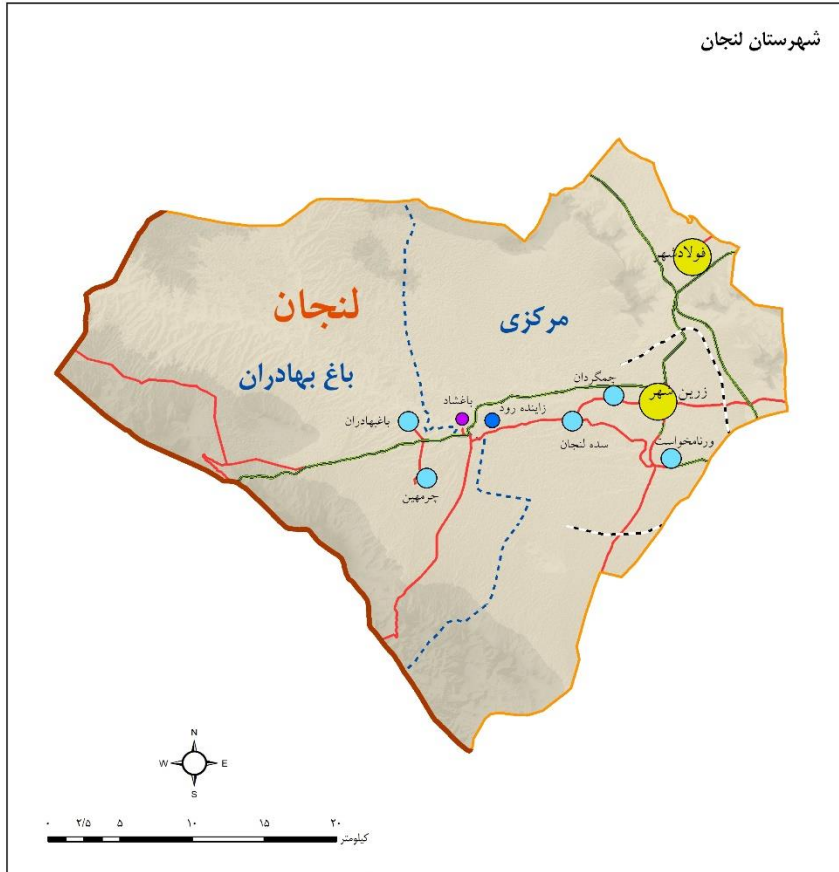 شهرستان لنجان
فولادشهر
لنجان
مرکزی
باغ بهادران
چمگردان
زرین شهر
باغشاد
زاینده رود
باغبهادران
سده لنجان
ورنامخواست
چرمهین
N
W
E
S
۰ ۲/۵ ۵ ۱۰ ۱۵ ۲۰
کیلومتر